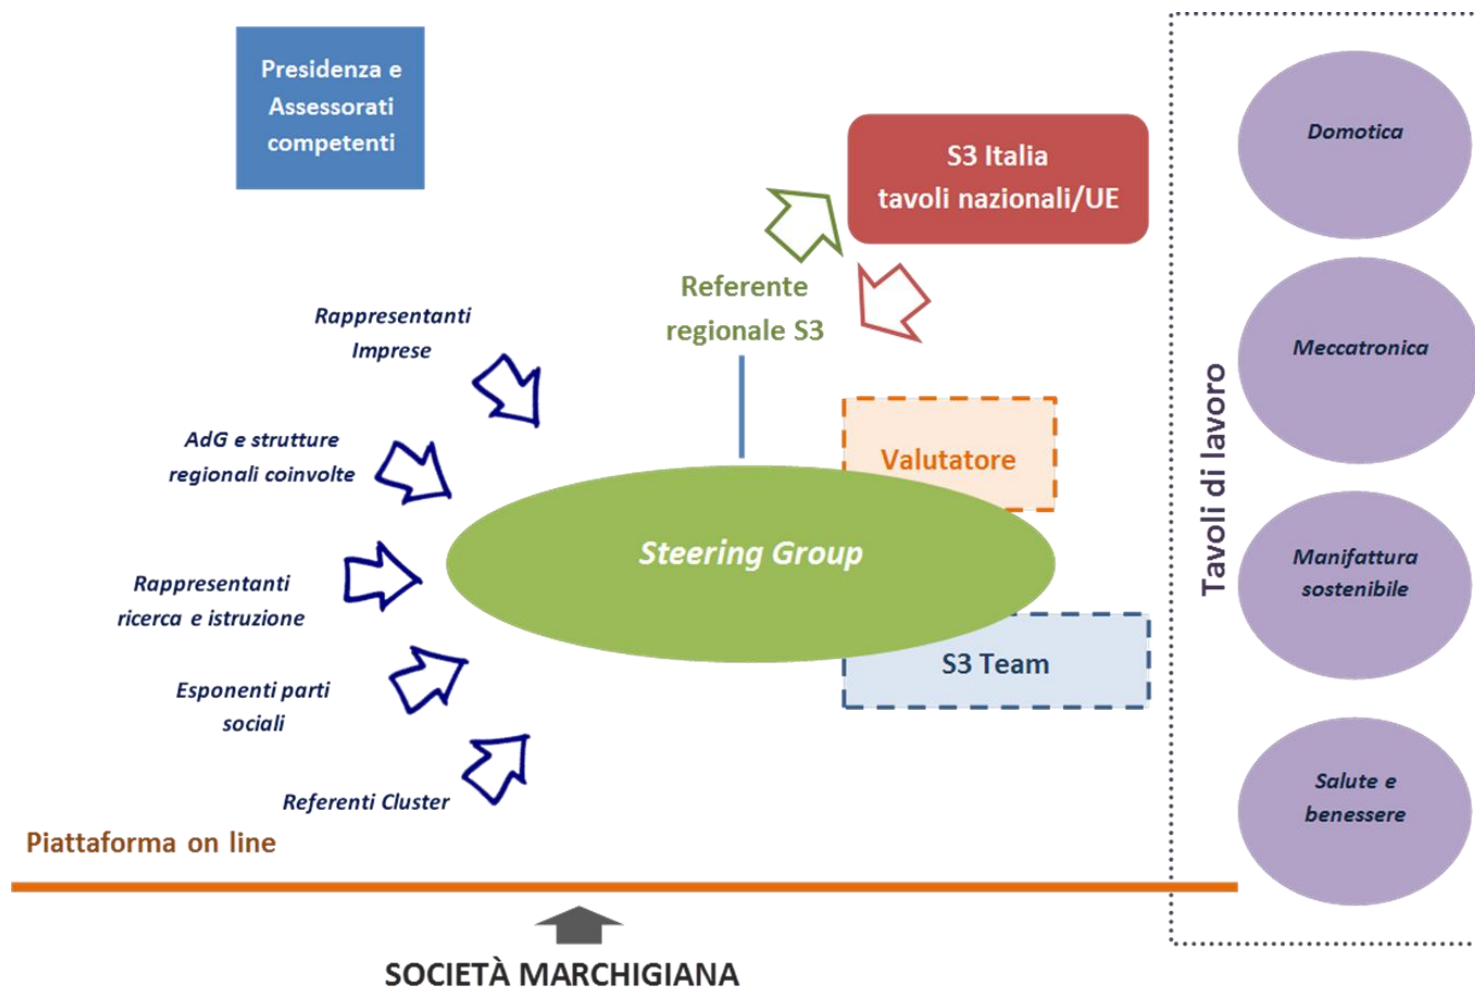 Presidenza e
Assessorati
competenti
S3 Italia
tavoli nazionali/UE
Referente
regionale S3
Rappresentanti
Imprese
AdG e strutture
regionali coinvolte
Rappresentanti
ricerca e istruzione
Esponenti parti
sociali
Referenti Cluster
Valutatore
Steering Group
S3 Team
Tavoli di lavoro
Domotica
Meccatronica
Manifattura
sostenibile
Salute e
benessere
Piattaforma on line
SOCIETÀ MARCHIGIANA